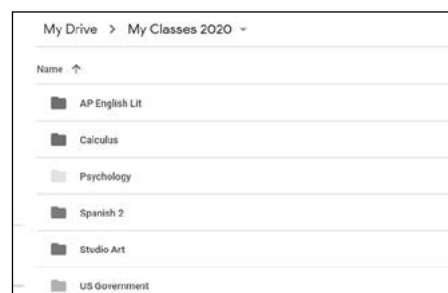 My Drive > My Classes 2020
Name ↑
AP English Lit
Calculus
Psychology
Spanish 2
Studio Art
US Government